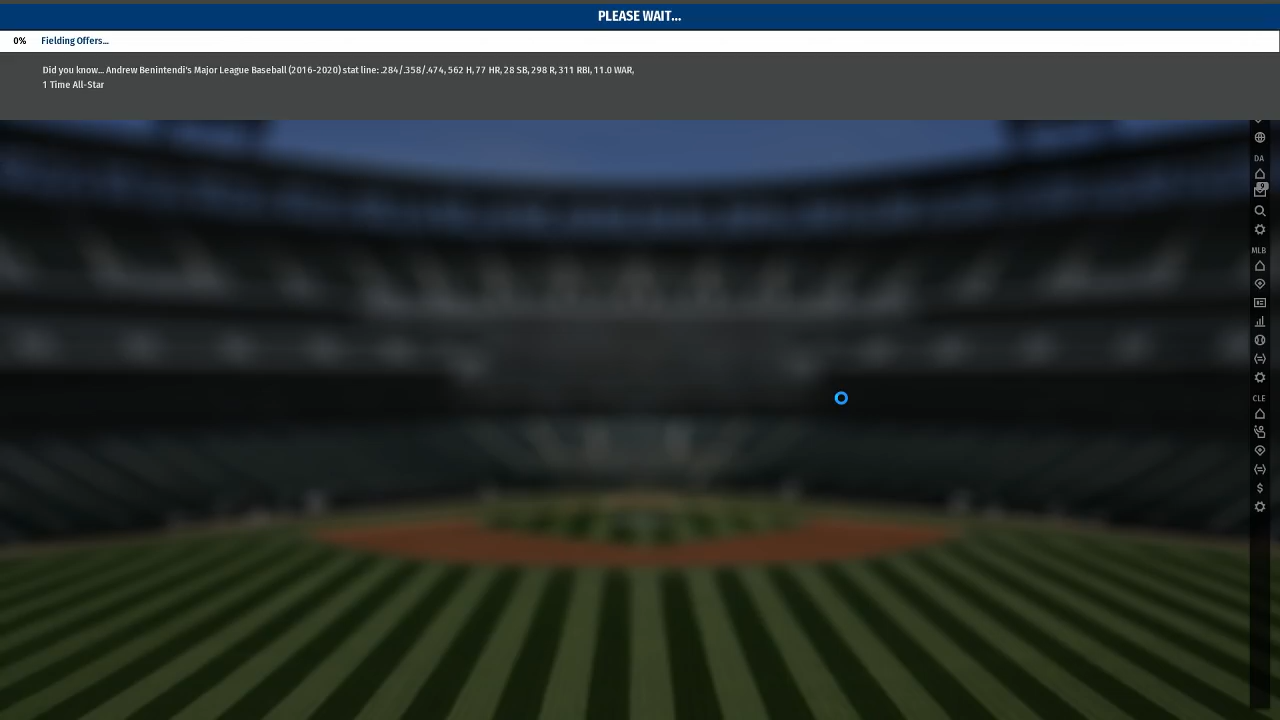 PLEASE WAIT...
0% Fielding Offers...
Did you know... Andrew Benintendi's Major League Baseball (2016-2020) stat line: .284/.358/.474, 562 H, 77 HR, 28 SB, 298 R, 311 RBI, 11.0 WAR,
1 Time All-Star
DA
MLB
CLE
$